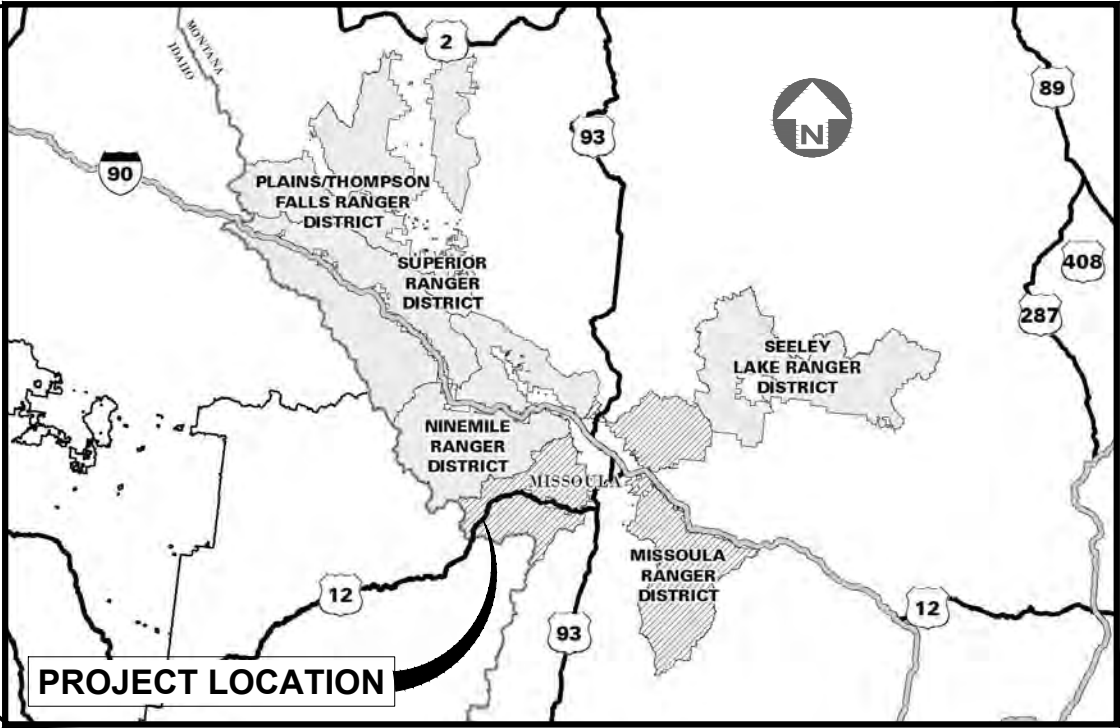 2
MONTANA
IDAHO
89
93
N
90
PLAINS/THOMPSON
FALLS RANGER
DISTRICT
408
SUPERIOR
RANGER
DISTRICT
287
SEELEY
LAKE RANGER
DISTRICT
NINEMILE
RANGER
DISTRICT
MISSOULA
MISSOULA
RANGER
DISTRICT
12
12
93
PROJECT LOCATION